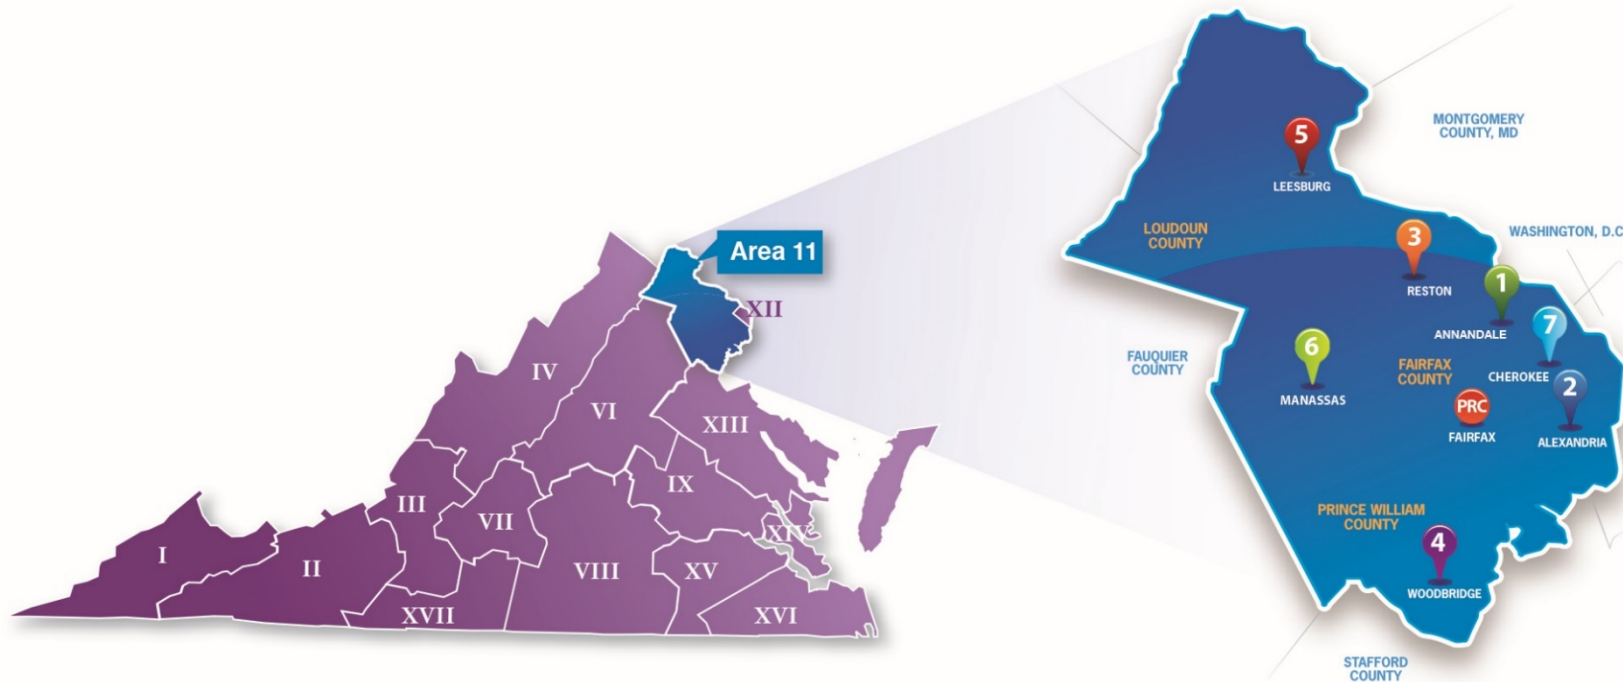 Area 11
XII
IV
VI
XIII
IX
III
VII
XIV
I
II
VIII
XV
XVII
XVI
5
LEESBURG
MONTGOMERY
COUNTY, MD
LOUDOUN
COUNTY
3
RESTON
WASHINGTON, D.C
1
ANNANDALE
7
CHEROKEE
FAUQUIER
COUNTY
6
MANASSAS
FAIRFAX
COUNTY
2
ALEXANDRIA
PRC
FAIRFAX
PRINCE WILLIAM
COUNTY
4
WOODBRIDGE
STAFFORD
COUNTY